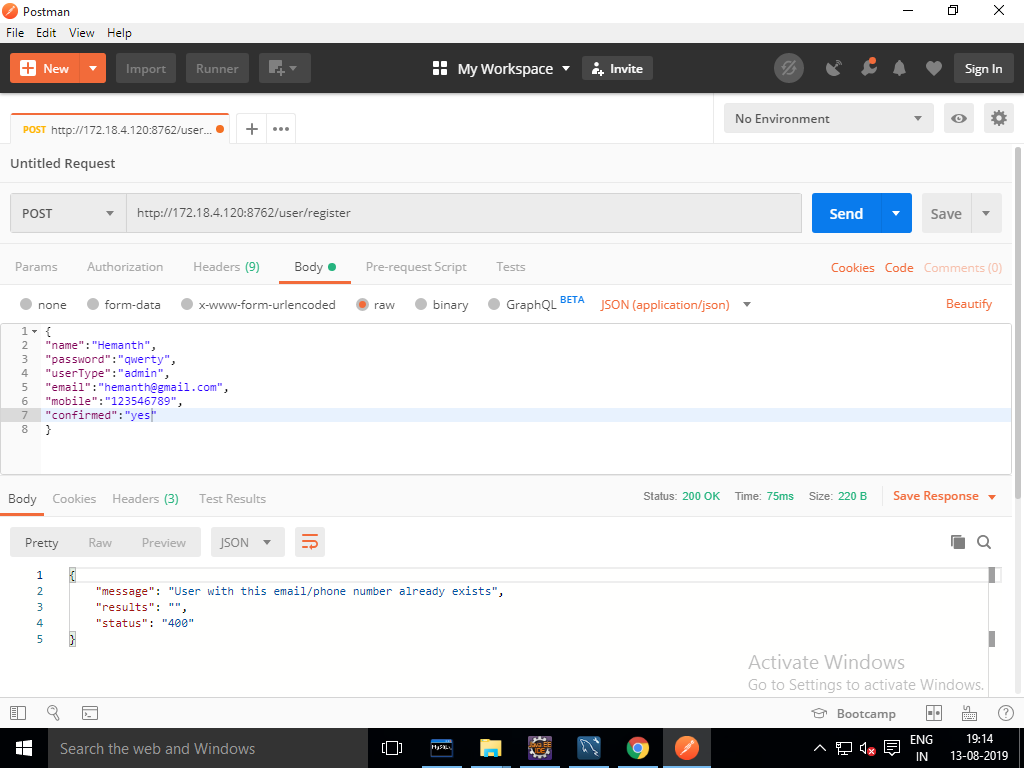 Postman
File Edit View Help
New Import Runner My Workspace Invite Sign In
POST http://172.18.4.120:8762/user... No Environment
Untitled Request
POST http://172.18.4.120:8762/user/register Send Save
Params Authorization Headers (9) Body Pre-request Script Tests Cookies Code Comments (0)
none form-data x-www-form-urlencoded raw binary GraphQL BETA JSON (application/json) Beautify
1 {
2 "name":"Hemanth",
3 "password":"qwerty",
4 "userType":"admin",
5 "email":"hemanth@gmail.com",
6 "mobile":"123546789",
7 "confirmed":"yes"
8 }
Body Cookies Headers (3) Test Results Status: 200 OK Time: 75ms Size: 220 B Save Response
Pretty Raw Preview JSON
1 {
2 "message": "User with this email/phone number already exists",
3 "results": "",
4 "status": "400"
5 }
Activate Windows
Go to Settings to activate Windows.
Bootcamp
Search the web and Windows
MySQL
JAVA EE
IDE
ENG
IN
19:14
13-08-2019